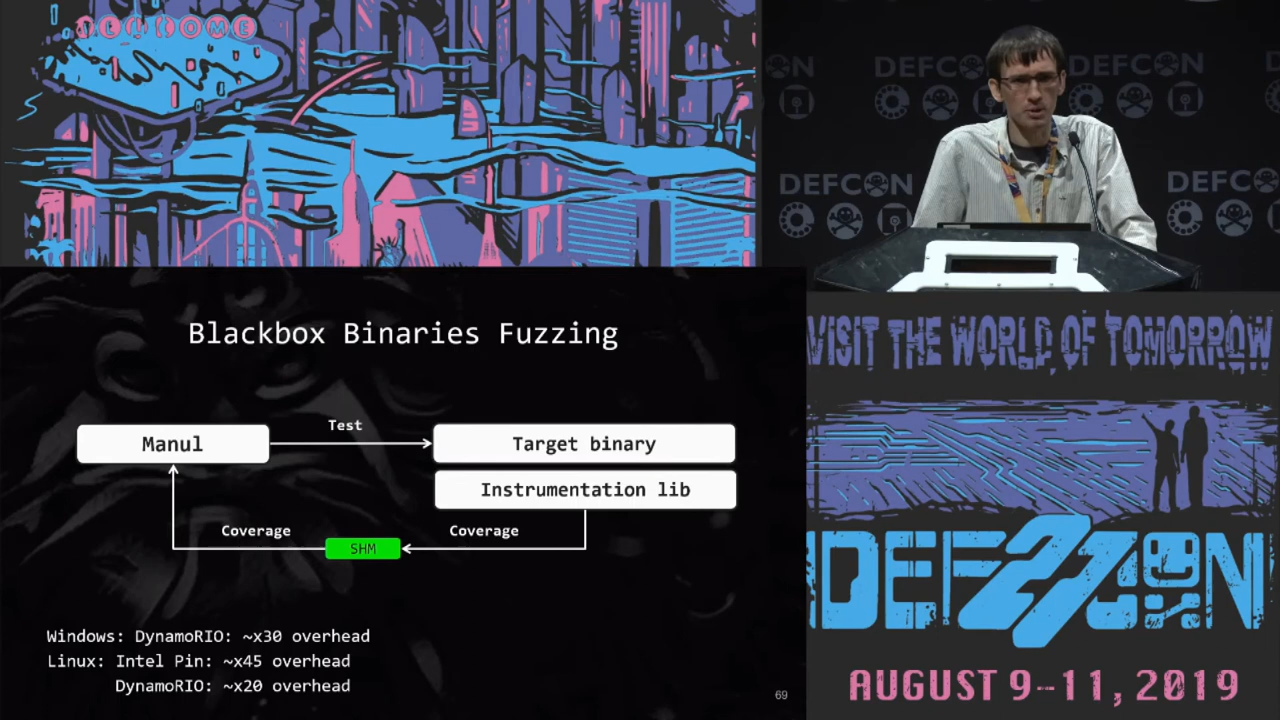 WELCOME
DEFCON
DEFCON
DEFCON
DEFCON
Blackbox Binaries Fuzzing
Manul
Test
Target binary
Instrumentation lib
Coverage
SHM
Coverage
Windows: DynamoRIO: ~x30 overhead
Linux: Intel Pin: ~x45 overhead
DynamoRIO: ~x20 overhead
69
VISIT THE WORLD OF TOMORROW
DEF27CON
AUGUST 9-11, 2019